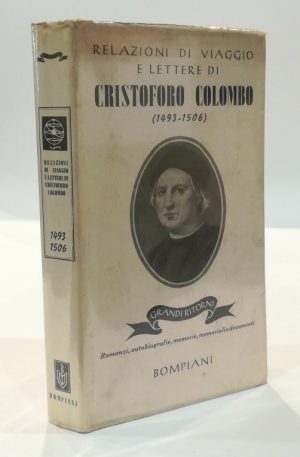 RELAZIONI DI VIAGGIO
E LETTERE DI
CRISTOFORO COLOMBO
(1493-1506)
GRANDI RITORNI
Romanzi, autobiografie, memorie, memoriali e documenti
BOMPIANI
RELAZIONI
DI VIAGGIO
E LETTERE DI
CRISTOFORO
COLOMBO
1493
1506
BOMPIANI